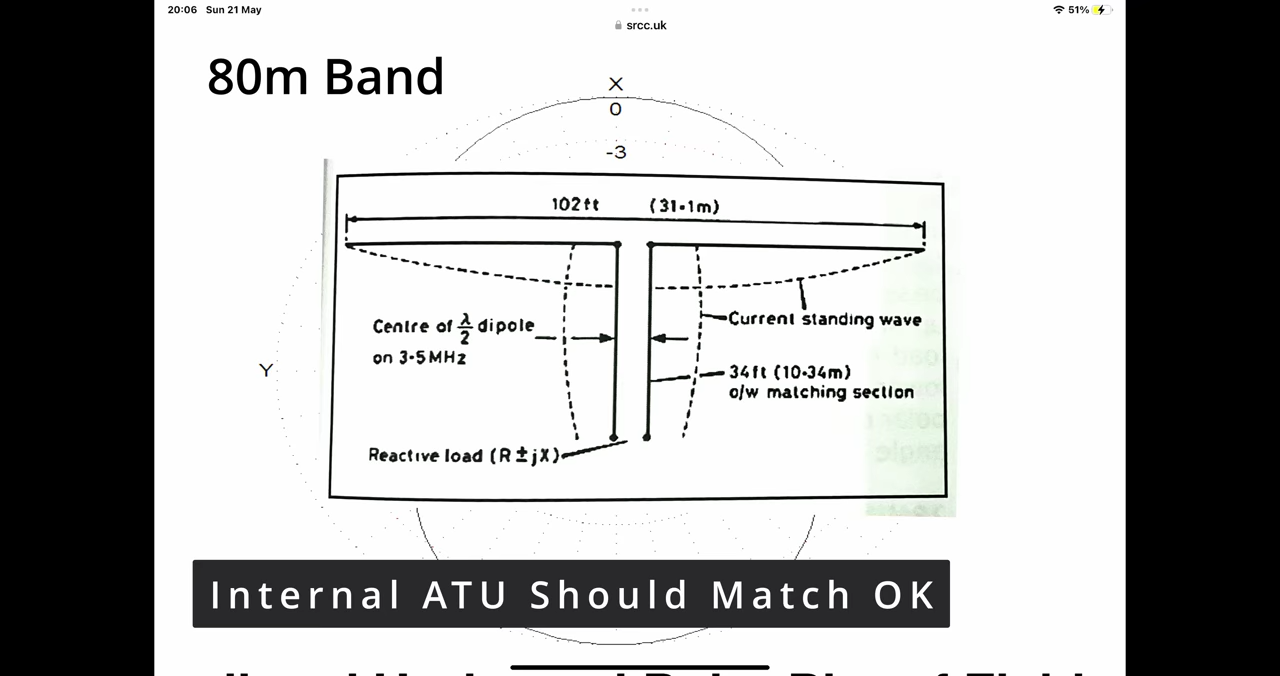 20:06 Sun 21 May
51%
srcc.uk
80m Band
X
0
-3
102ft (31·1m)
Centre of λ/2 dipole
on 3·5MHz
Current standing wave
34ft (10·34m)
o/w matching section
Y
Reactive load (R±jX)
Internal ATU Should Match OK